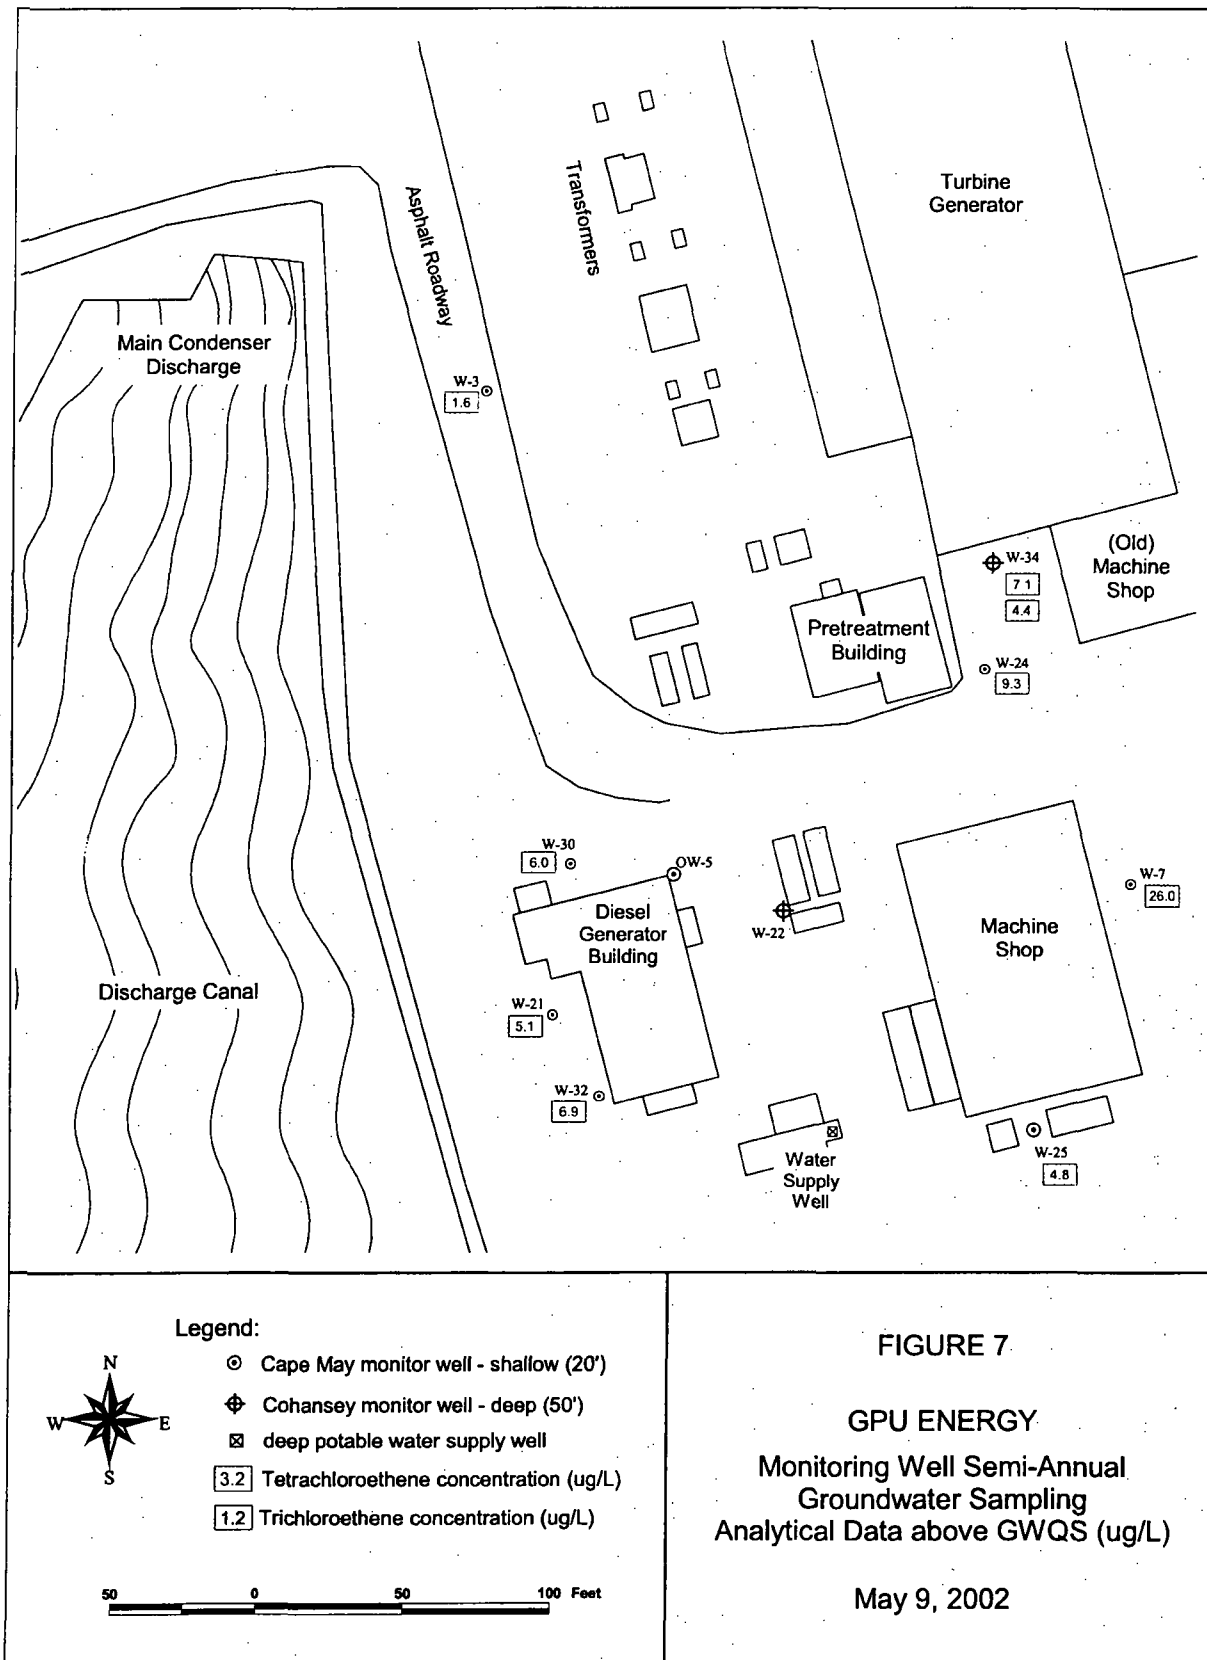 Turbine
Generator
Transformers
Asphalt Roadway
Main Condenser
Discharge
W-3
1.6
(Old)
Machine
Shop
W-34
7.1
4.4
Pretreatment
Building
W-24
9.3
W-30
6.0
OW-5
W-7
26.0
Diesel
Generator
Building
W-22
Machine
Shop
Discharge Canal
W-21
5.1
W-32
6.9
Water
Supply
Well
W-25
4.8
Legend:
N
W
E
S
Cape May monitor well - shallow (20')
Cohansey monitor well - deep (50')
deep potable water supply well
3.2 Tetrachloroethene concentration (ug/L)
1.2 Trichloroethene concentration (ug/L)
50 0 50 100 Feet
FIGURE 7
GPU ENERGY
Monitoring Well Semi-Annual
Groundwater Sampling
Analytical Data above GWQS (ug/L)
May 9, 2002